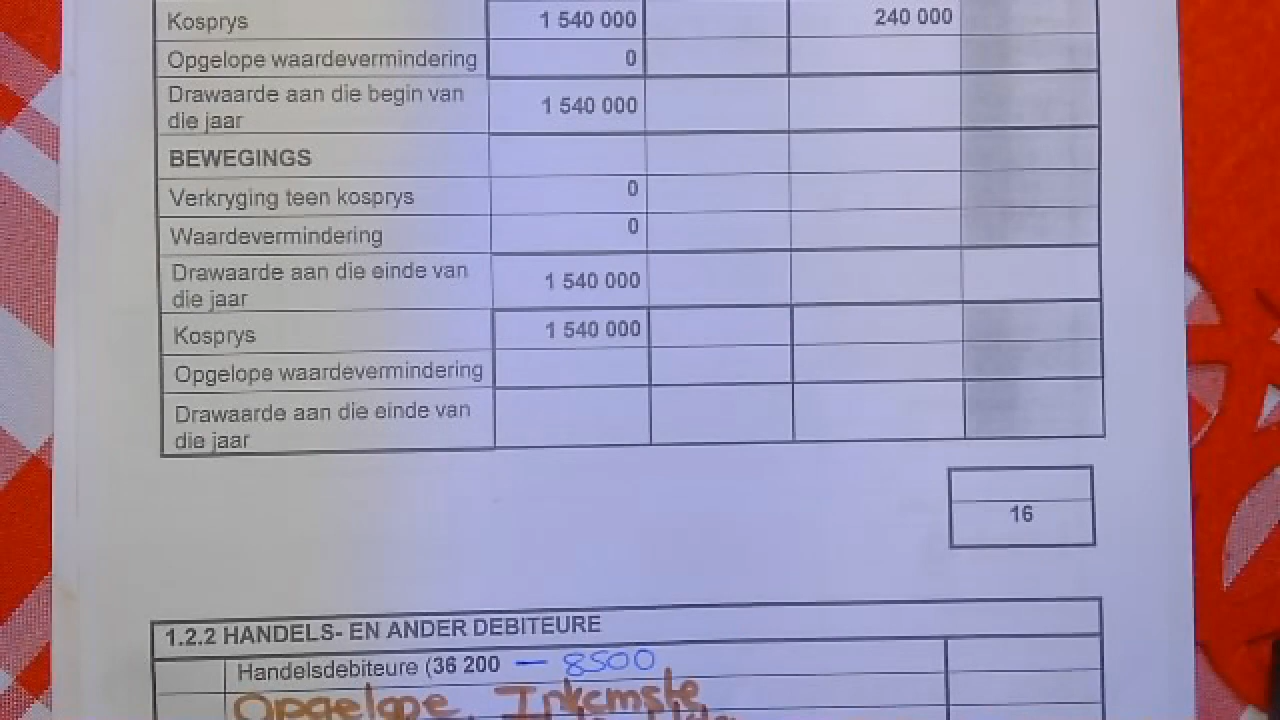 Kosprys 1 540 000 240 000
Opgelope waardevermindering 0
Drawaarde aan die begin van
die jaar 1 540 000
BEWEGINGS
Verkryging teen kosprys 0
Waardevermindering 0
Drawaarde aan die einde van
die jaar 1 540 000
Kosprys 1 540 000
Opgelope waardevermindering
Drawaarde aan die einde van
die jaar
16
1.2.2 HANDELS- EN ANDER DEBITEURE
Handelsdebiteure (36 200 – 8500
Opgelope Inkomste